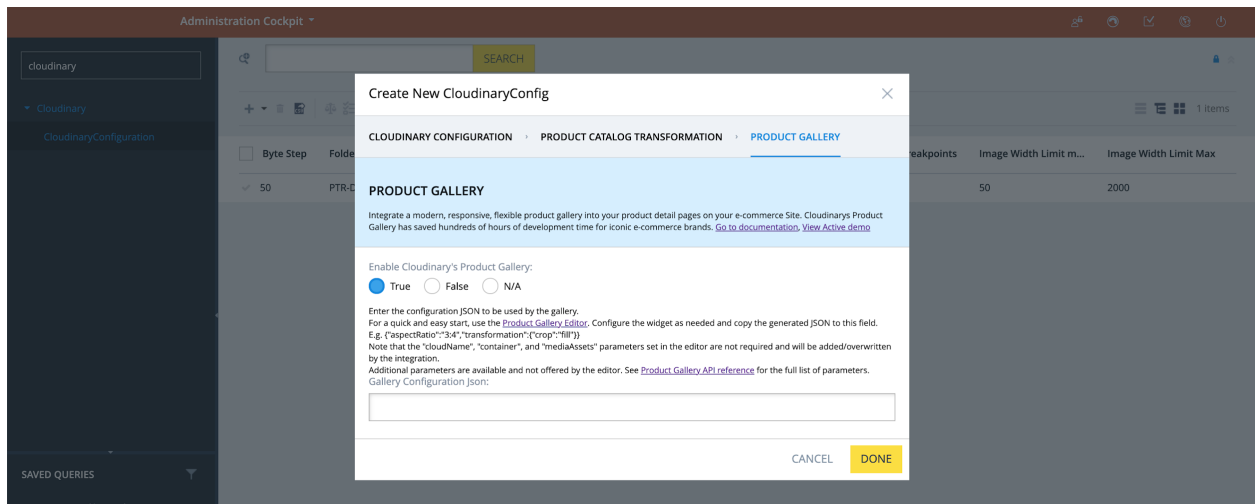 Administration Cockpit
cloudinary
SEARCH
Cloudinary
CloudinaryConfiguration
1 items
Byte Step
Folde
eakpoints
Image Width Limit m...
Image Width Limit Max
50
PTR-D
50
2000
Create New CloudinaryConfig
CLOUDINARY CONFIGURATION > PRODUCT CATALOG TRANSFORMATION > PRODUCT GALLERY
PRODUCT GALLERY
Integrate a modern, responsive, flexible product gallery into your product detail pages on your e-commerce Site. Cloudinarys Product
Gallery has saved hundreds of hours of development time for iconic e-commerce brands. Go to documentation, View Active demo
Enable Cloudinary's Product Gallery:
True False N/A
Enter the configuration JSON to be used by the gallery.
For a quick and easy start, use the Product Gallery Editor. Configure the widget as needed and copy the generated JSON to this field.
E.g. {"aspectRatio":"3:4","transformation":{"crop":"fill"}}
Note that the "cloudName", "container", and "mediaAssets" parameters set in the editor are not required and will be added/overwritten
by the integration.
Additional parameters are available and not offered by the editor. See Product Gallery API reference for the full list of parameters.
Gallery Configuration Json:
CANCEL DONE
SAVED QUERIES